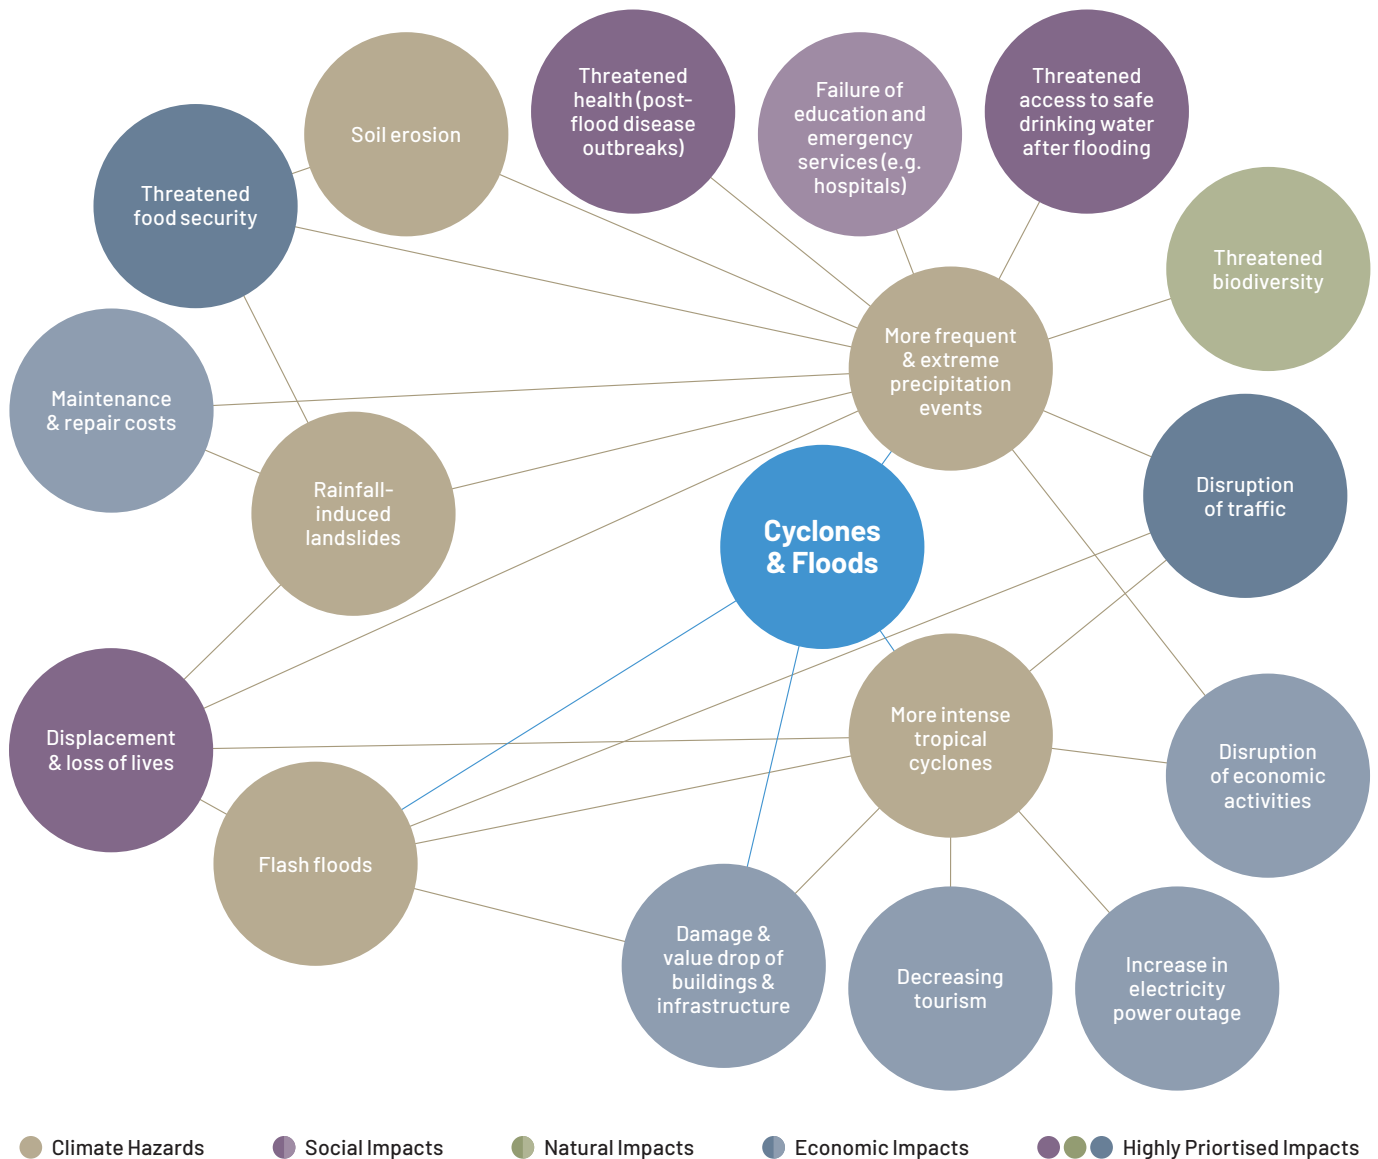 Threatened
health (post-
flood disease
outbreaks)
Failure of
education and
emergency
services (e.g.
hospitals)
Threatened
access to safe
drinking water
after flooding
Soil erosion
Threatened
food security
Threatened
biodiversity
More frequent
& extreme
precipitation
events
Maintenance
& repair costs
Rainfall-
induced
landslides
Disruption
of traffic
Cyclones
& Floods
Displacement
& loss of lives
More intense
tropical
cyclones
Disruption
of economic
activities
Flash floods
Damage &
value drop of
buildings &
infrastructure
Decreasing
tourism
Increase in
electricity
power outage
Climate Hazards
Social Impacts
Natural Impacts
Economic Impacts
Highly Priortised Impacts